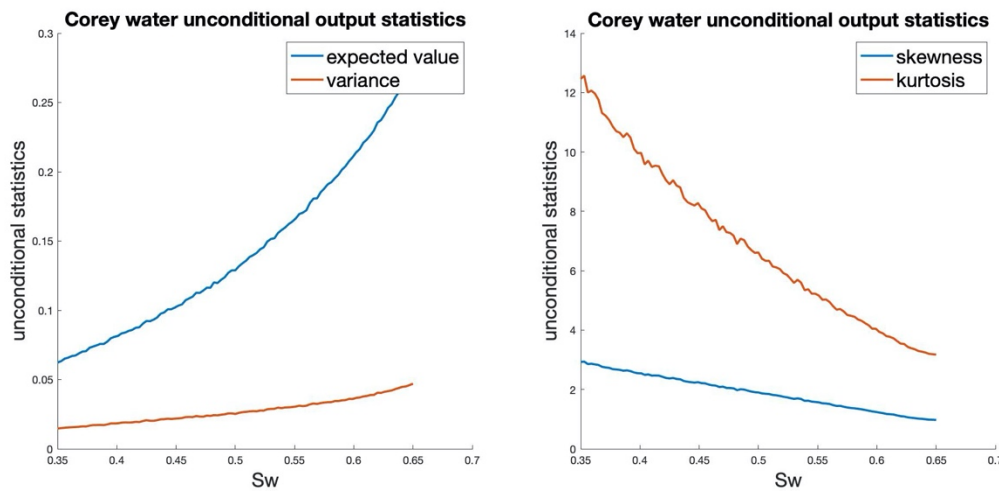 Corey water unconditional output statistics
0.3
0.25
0.2
0.15
0.1
0.05
0
unconditional statistics
expected value
variance
0.35 0.4 0.45 0.5 0.55 0.6 0.65 0.7
Sw
Corey water unconditional output statistics
14
12
10
8
6
4
2
0
unconditional statistics
skewness
kurtosis
0.35 0.4 0.45 0.5 0.55 0.6 0.65 0.7
Sw